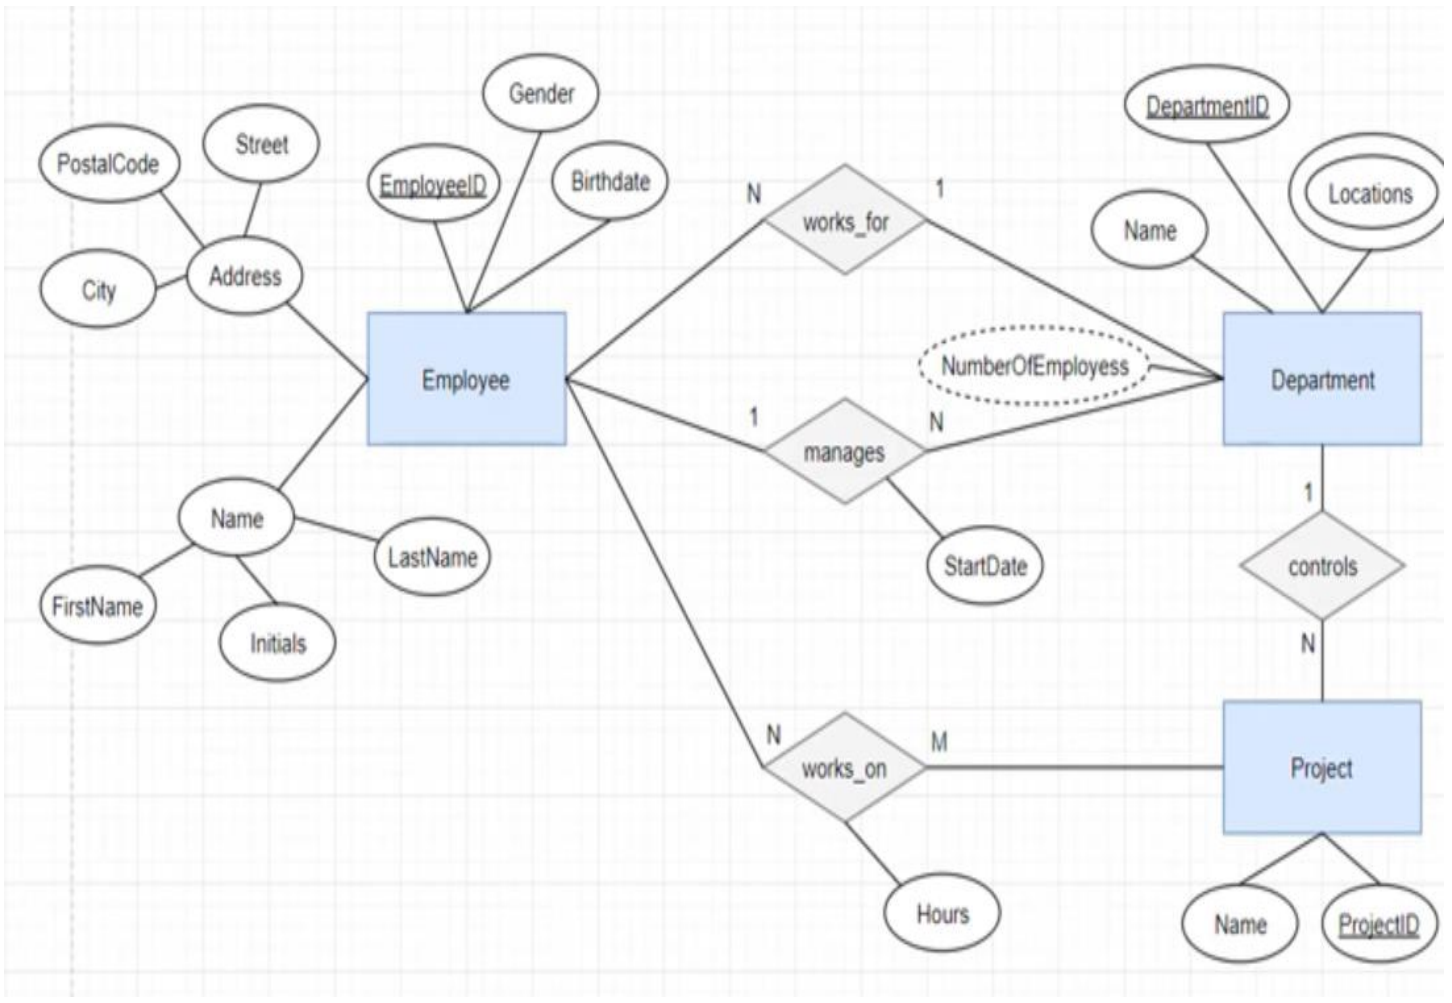 Gender
DepartmentID
Street
PostalCode
EmployeeID
Birthdate
N
1
Locations
works_for
Name
City
Address
NumberOfEmployess
Employee
Department
1
N
manages
1
Name
LastName
StartDate
controls
FirstName
Initials
N
N
M
works_on
Project
Hours
Name
ProjectID